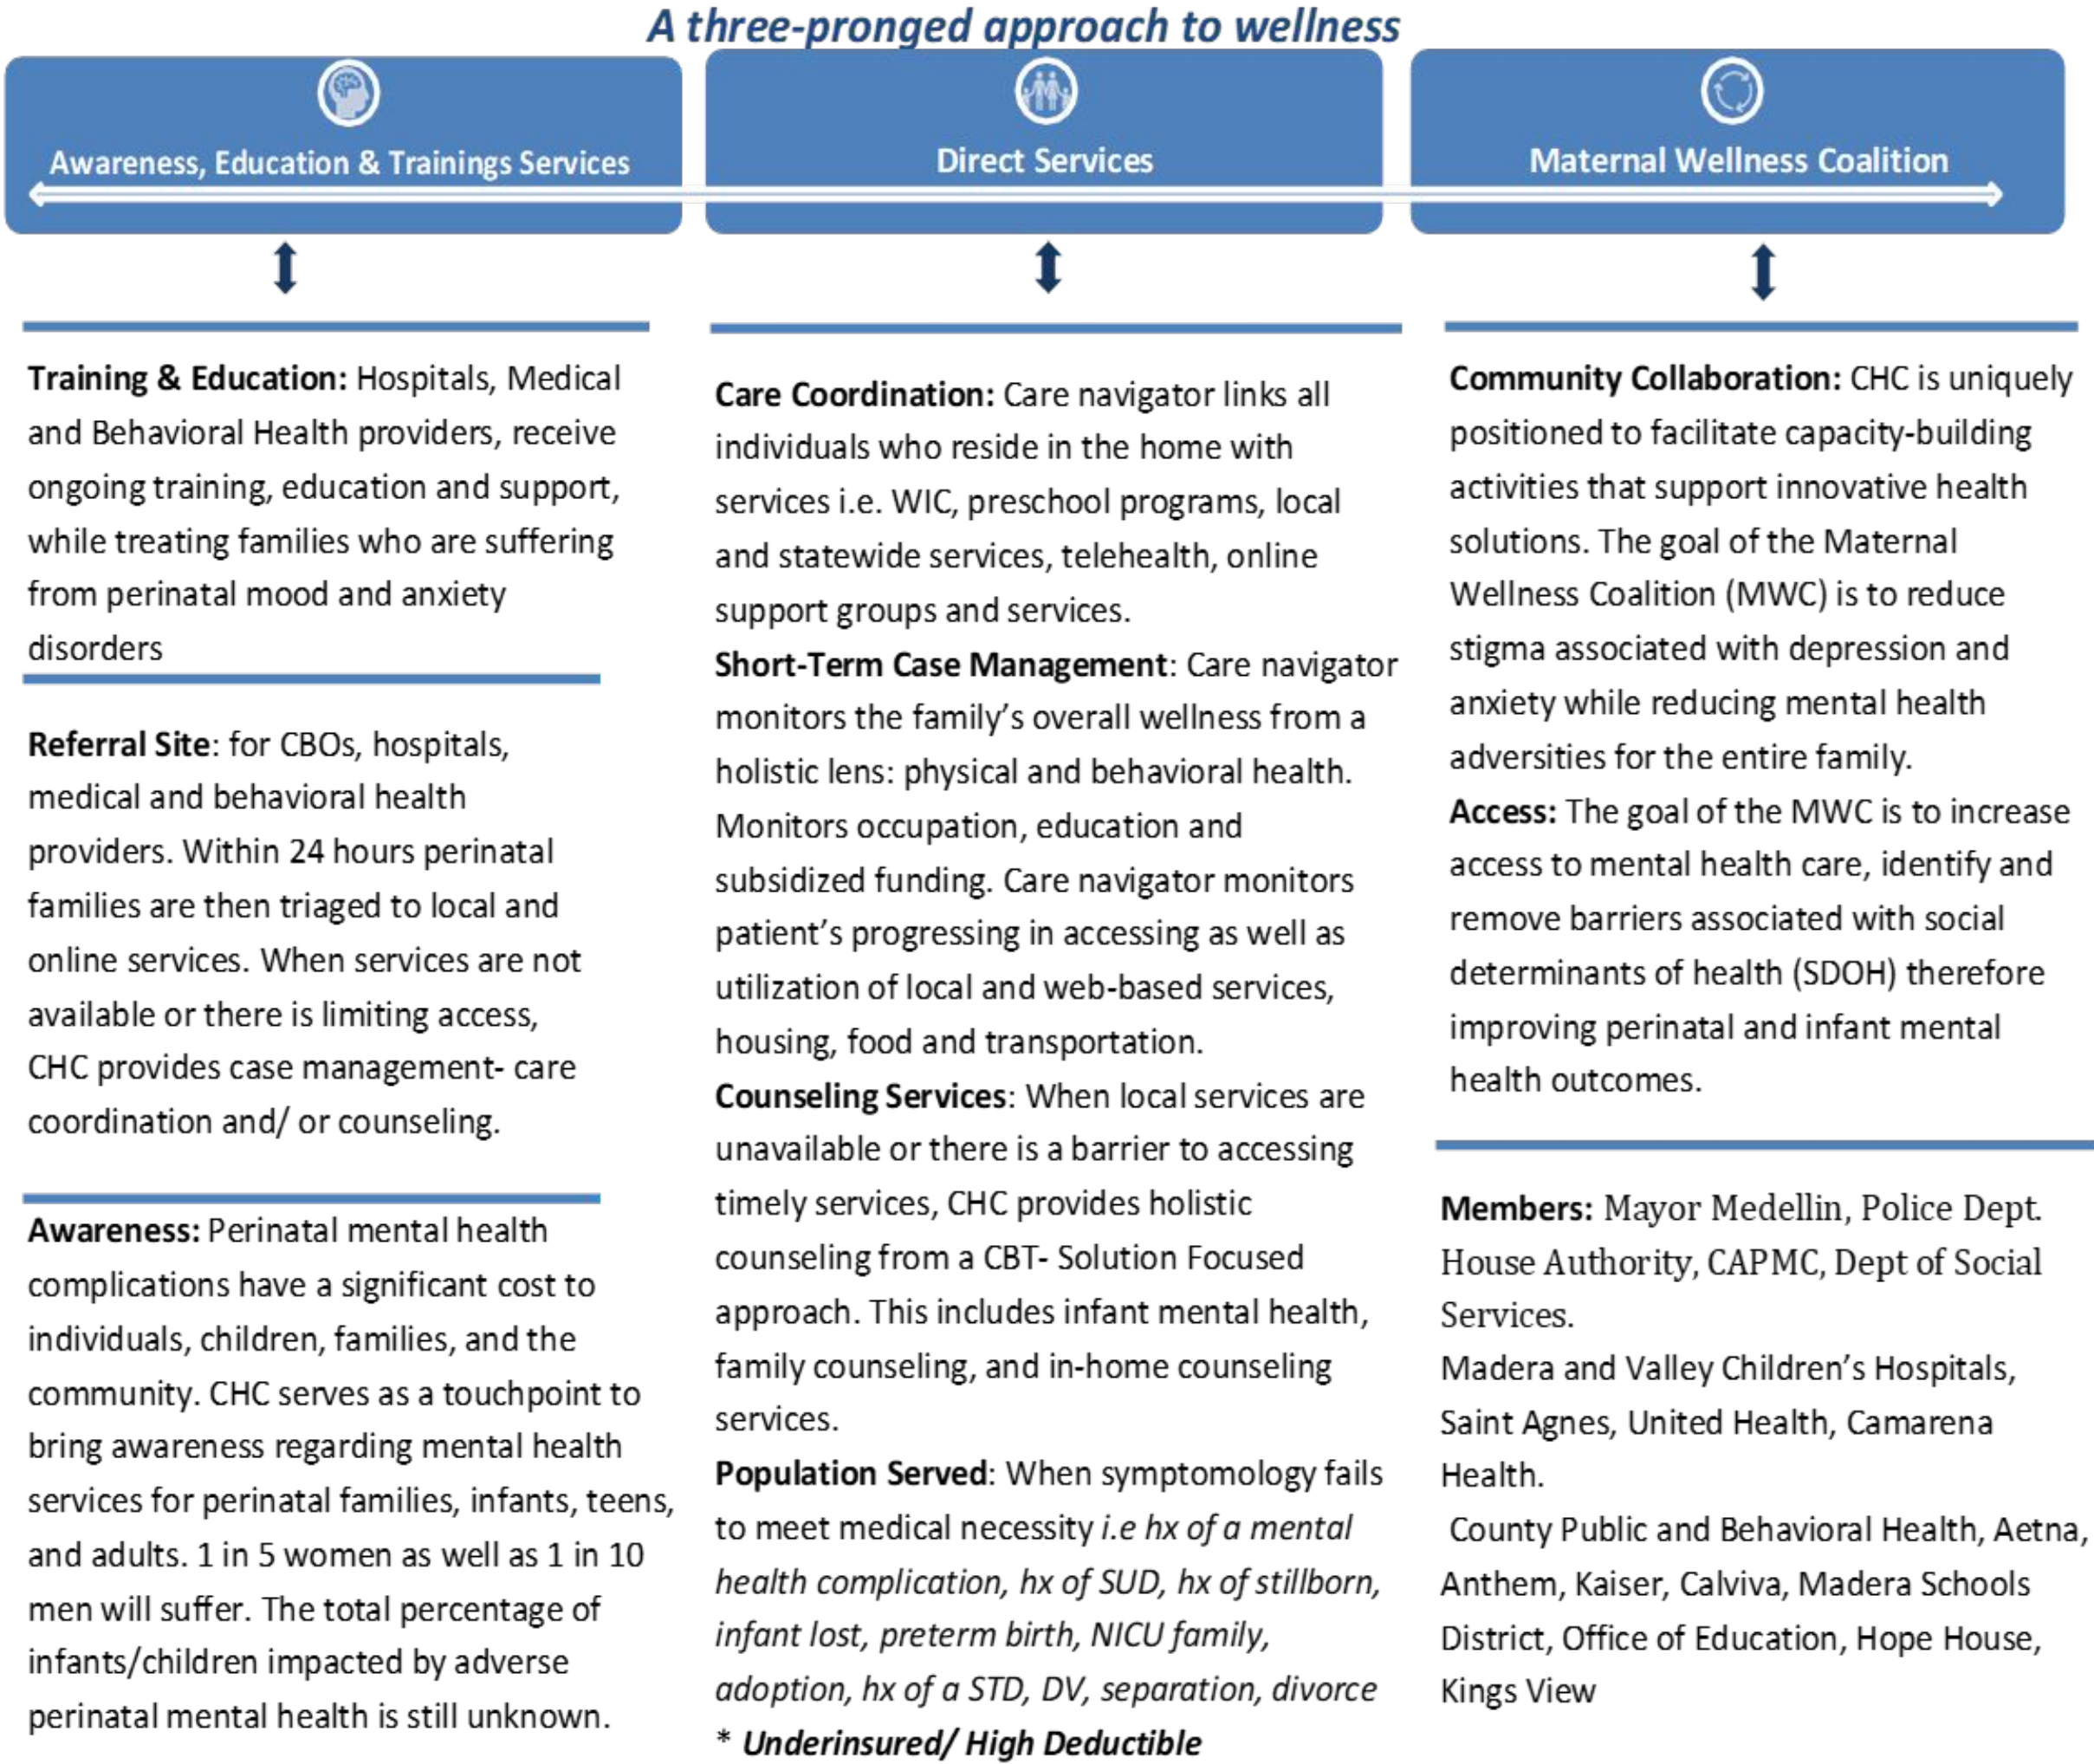 A three-pronged approach to wellness
Awareness, Education & Trainings Services
Direct Services
Maternal Wellness Coalition
Training & Education: Hospitals, Medical
and Behavioral Health providers, receive
ongoing training, education and support,
while treating families who are suffering
from perinatal mood and anxiety
disorders
Referral Site: for CBOs, hospitals,
medical and behavioral health
providers. Within 24 hours perinatal
families are then triaged to local and
online services. When services are not
available or there is limiting access,
CHC provides case management- care
coordination and/ or counseling.
Awareness: Perinatal mental health
complications have a significant cost to
individuals, children, families, and the
community. CHC serves as a touchpoint to
bring awareness regarding mental health
services for perinatal families, infants, teens,
and adults. 1 in 5 women as well as 1 in 10
men will suffer. The total percentage of
infants/children impacted by adverse
perinatal mental health is still unknown.
Care Coordination: Care navigator links all
individuals who reside in the home with
services i.e. WIC, preschool programs, local
and statewide services, telehealth, online
support groups and services.
Short-Term Case Management: Care navigator
monitors the family's overall wellness from a
holistic lens: physical and behavioral health.
Monitors occupation, education and
subsidized funding. Care navigator monitors
patient's progressing in accessing as well as
utilization of local and web-based services,
housing, food and transportation.
Counseling Services: When local services are
unavailable or there is a barrier to accessing
timely services, CHC provides holistic
counseling from a CBT- Solution Focused
approach. This includes infant mental health,
family counseling, and in-home counseling
services.
Population Served: When symptomology fails
to meet medical necessity i.e hx of a mental
health complication, hx of SUD, hx of stillborn,
infant lost, preterm birth, NICU family,
adoption, hx of a STD, DV, separation, divorce
* Underinsured/ High Deductible
Community Collaboration: CHC is uniquely
positioned to facilitate capacity-building
activities that support innovative health
solutions. The goal of the Maternal
Wellness Coalition (MWC) is to reduce
stigma associated with depression and
anxiety while reducing mental health
adversities for the entire family.
Access: The goal of the MWC is to increase
access to mental health care, identify and
remove barriers associated with social
determinants of health (SDOH) therefore
improving perinatal and infant mental
health outcomes.
Members: Mayor Medellin, Police Dept.
House Authority, CAPMC, Dept of Social
Services.
Madera and Valley Children's Hospitals,
Saint Agnes, United Health, Camarena
Health.
County Public and Behavioral Health, Aetna,
Anthem, Kaiser, Calviva, Madera Schools
District, Office of Education, Hope House,
Kings View